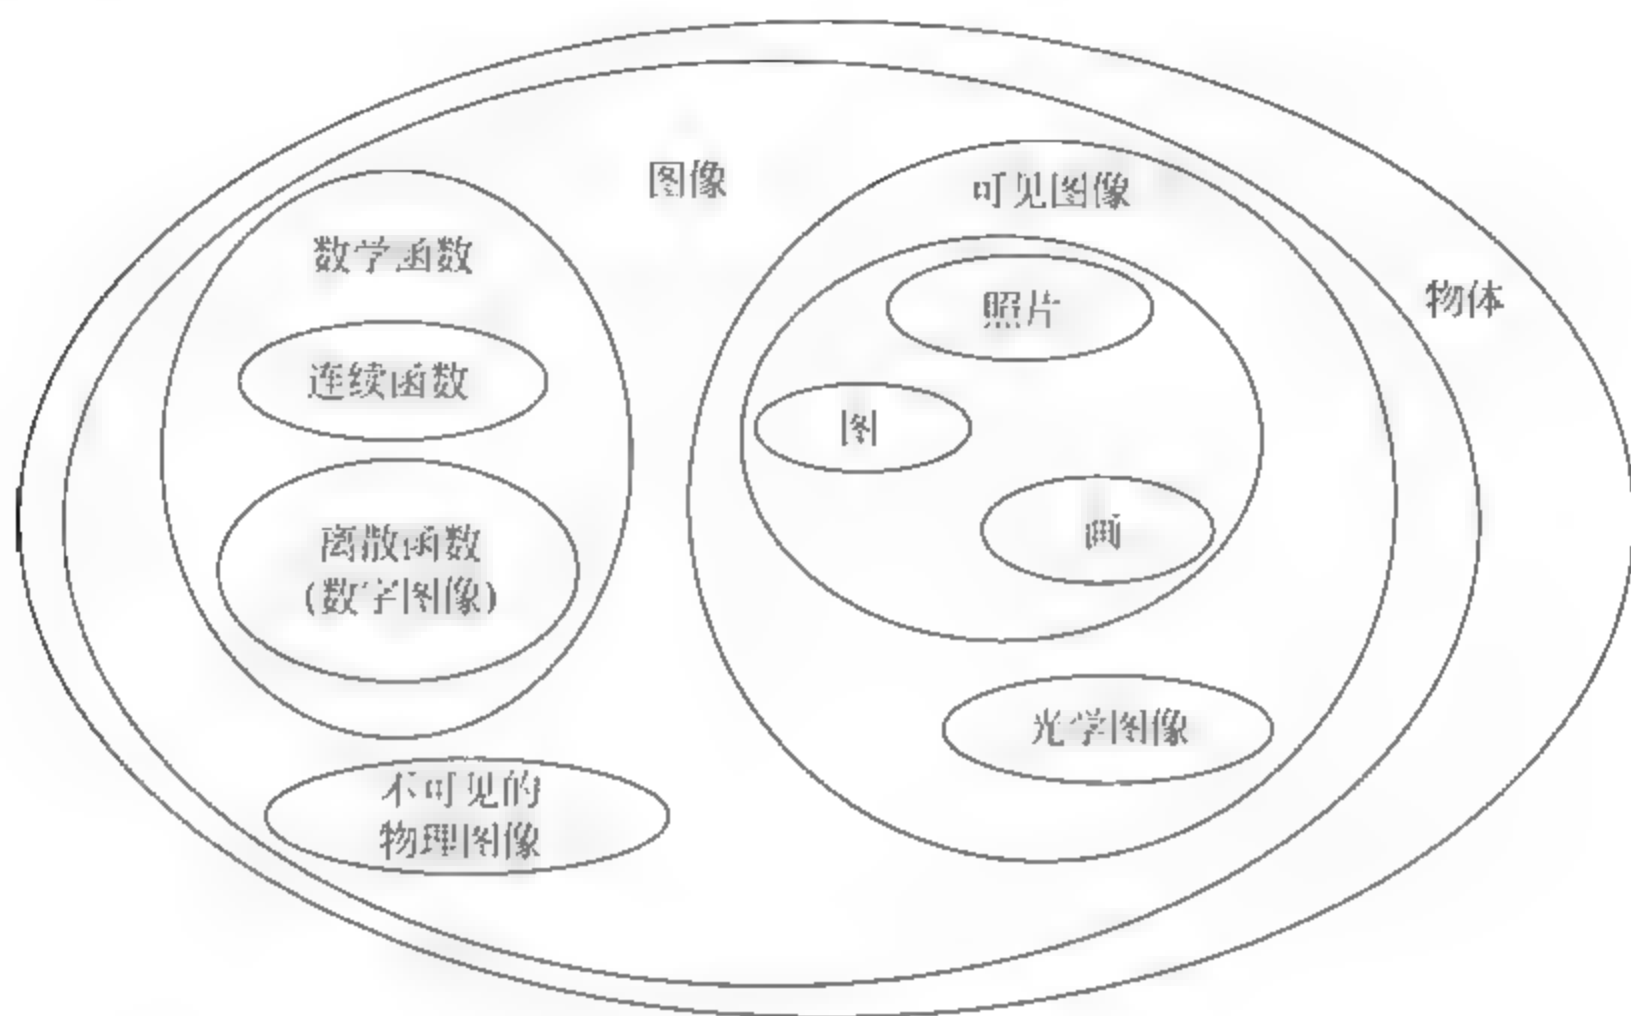 图像
可见图像
数学函数
物体
照片
连续函数
图
画
离散函数
(数字图像)
光学图像
不可见的
物理图像